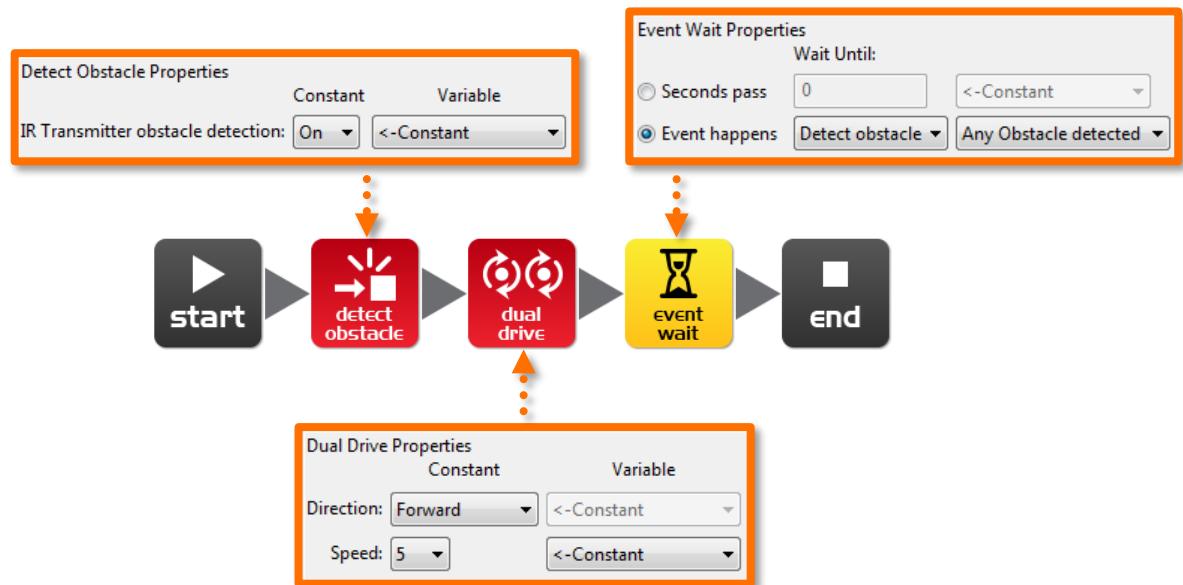 Detect Obstacle Properties
Constant Variable
IR Transmitter obstacle detection: On <-Constant
Event Wait Properties
Wait Until:
Seconds pass 0 <-Constant
Event happens Detect obstacle Any Obstacle detected
start
detect
obstacle
dual
drive
event
wait
end
Dual Drive Properties
Constant Variable
Direction: Forward <-Constant
Speed: 5 <-Constant